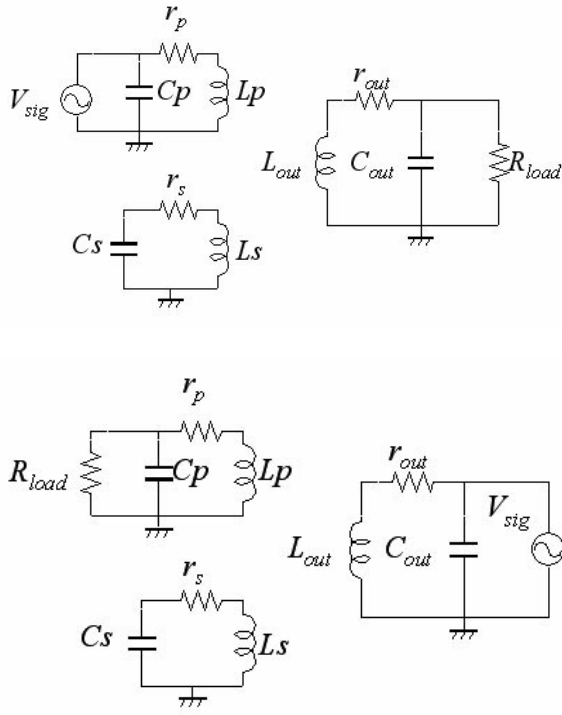 r_p
V_sig Cp Lp
r_out
L_out C_out R_load
r_s
Cs Ls
r_p
R_load Cp Lp
r_out
V_sig
L_out C_out
r_s
Cs Ls